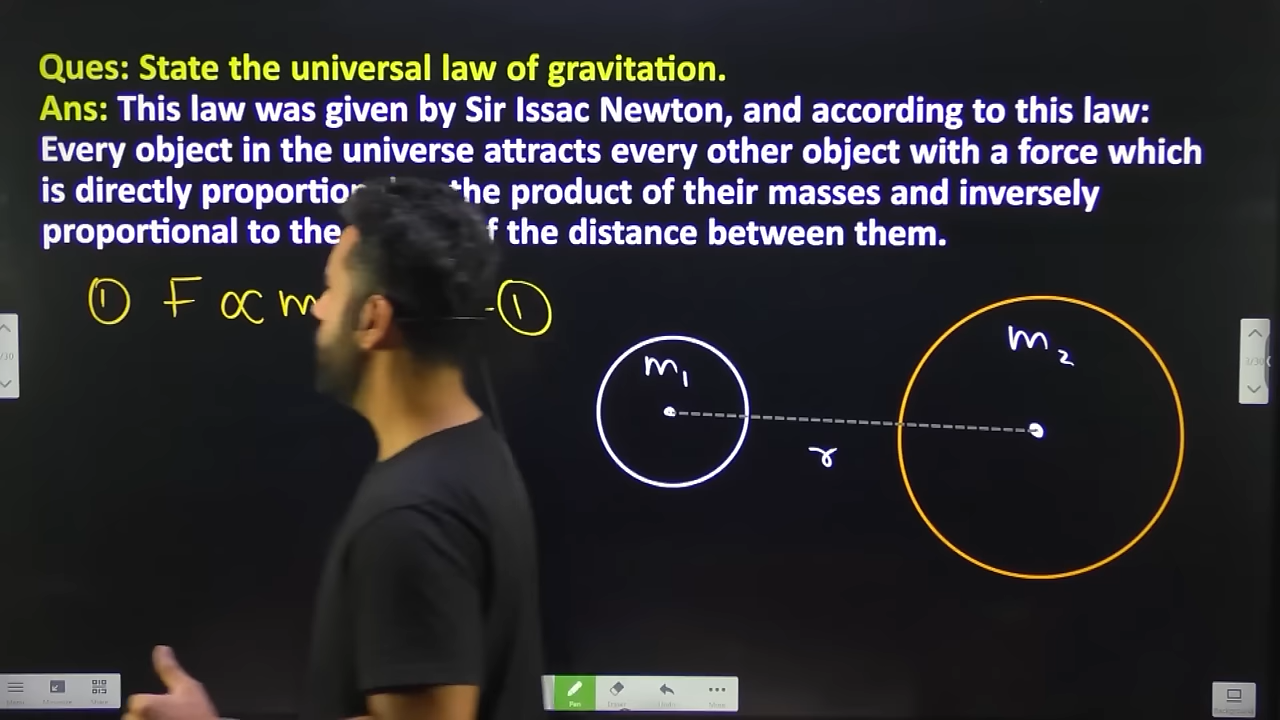 Ques: State the universal law of gravitation.
Ans: This law was given by Sir Issac Newton, and according to this law:
Every object in the universe attracts every other object with a force which
is directly the product of their masses and inversely
proportional to the the distance between them.
① F ∝ m -①
m₁
m₂
r
Pen